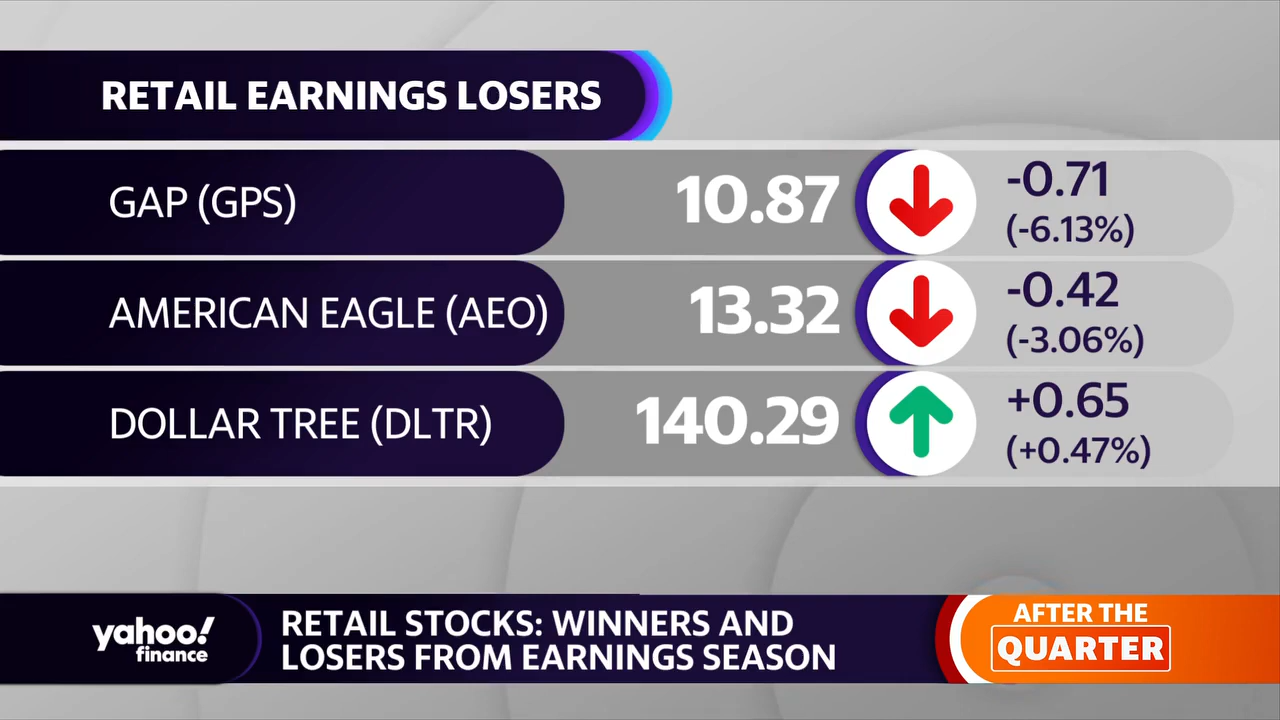 RETAIL EARNINGS LOSERS
GAP (GPS) 10.87 -0.71
(-6.13%)
AMERICAN EAGLE (AEO) 13.32 -0.42
(-3.06%)
DOLLAR TREE (DLTR) 140.29 +0.65
(+0.47%)
yahoo!
finance
RETAIL STOCKS: WINNERS AND
LOSERS FROM EARNINGS SEASON
AFTER THE
QUARTER